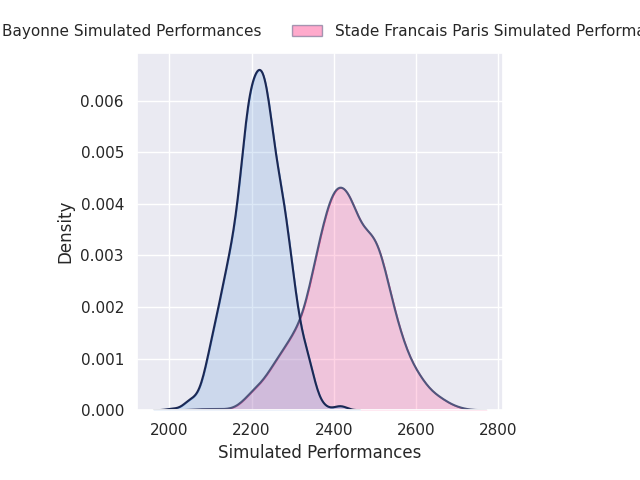 Bayonne Simulated Performances
Stade Francais Paris Simulated Performa
0.006
0.005
0.004
0.003
0.002
0.001
0.000
Density
2000 2200 2400 2600 2800
Simulated Performances